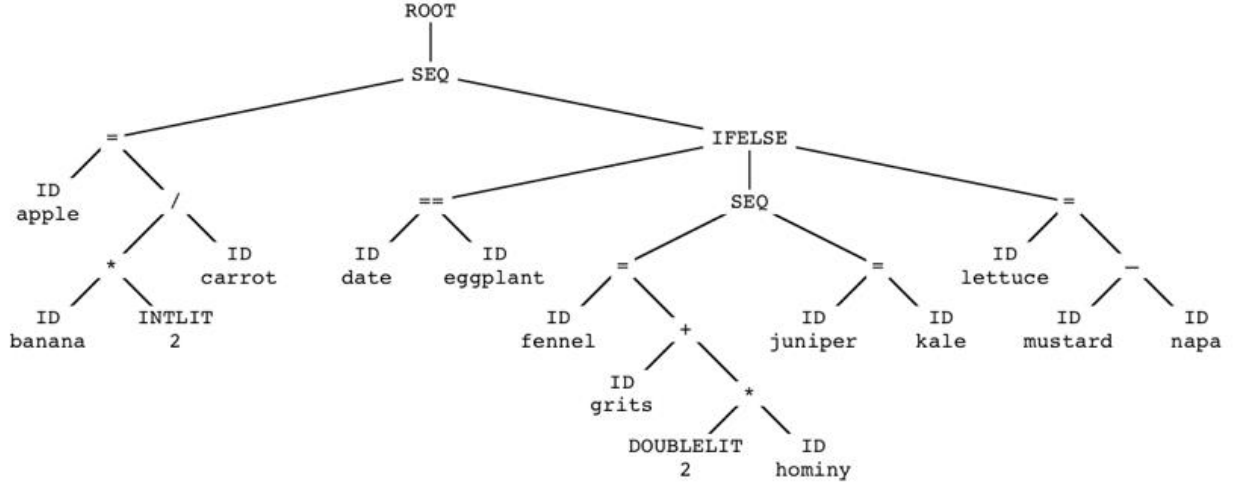 ROOT
SEQ
= IFELSE
ID / == SEQ =
apple
* ID ID ID = = ID –
carrot date eggplant lettuce
ID INTLIT ID + ID ID ID ID
banana 2 fennel juniper kale mustard napa
ID *
grits
DOUBLELIT ID
2 hominy